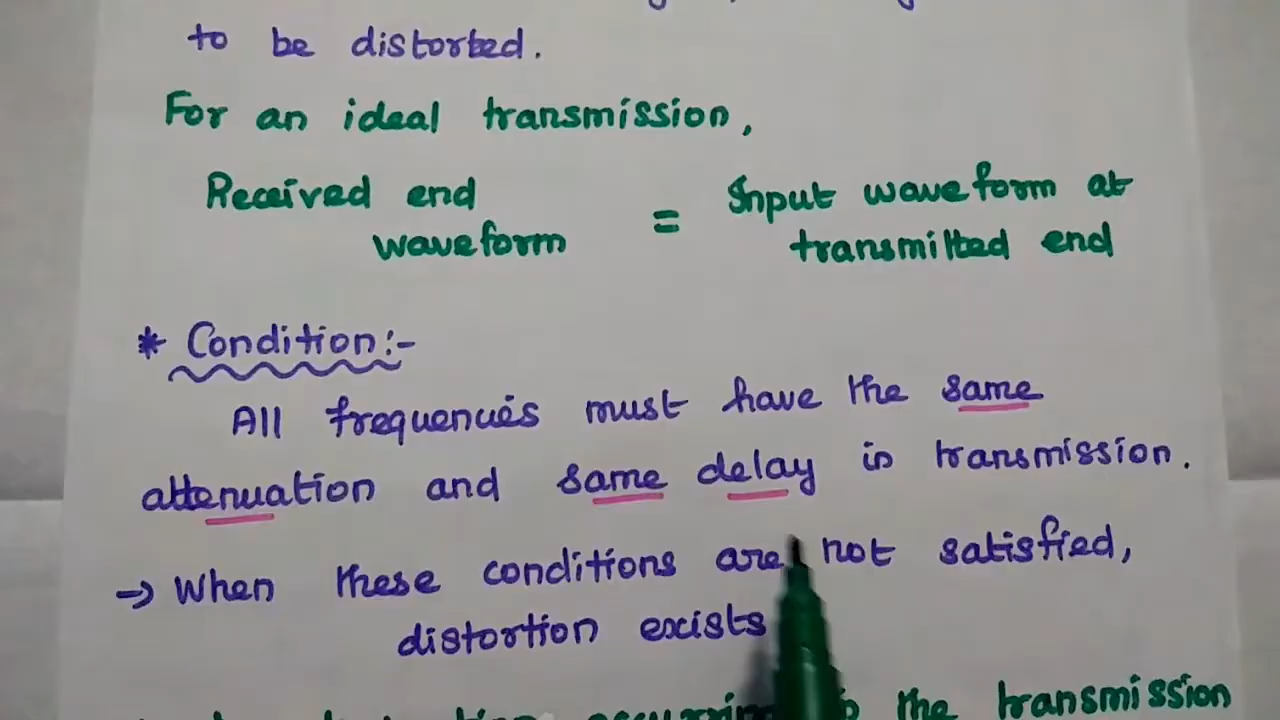 to be distorted.
For an ideal transmission,
Received end
waveform
=
Input waveform at
transmitted end
* Condition:-
All frequencies must have the same
attenuation and same delay in transmission.
→ When these conditions are not satisfied,
distortion exists
the transmission